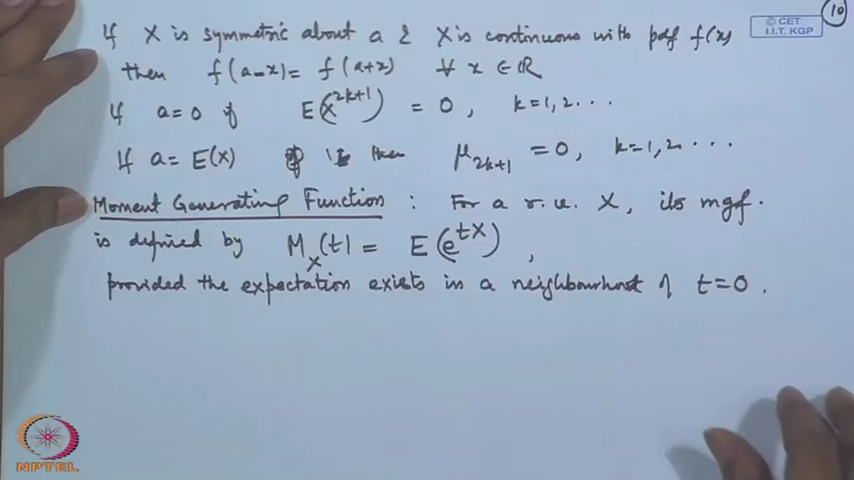 If X is symmetric about a & X is continuous with pdf f(x)
then f(a-x) = f(a+x) ∀ x ∈ ℝ
If a=0 if E(X^{2k+1}) = 0, k=1,2...
If a = E(X) then μ_{2k+1} = 0, k=1,2....
Moment Generating Function : For a r.v. X, its mgf.
is defined by M_X(t) = E(e^{tX}),
provided the expectation exists in a neighbourhood of t=0.
© CET
I.I.T. KGP
10
NPTEL